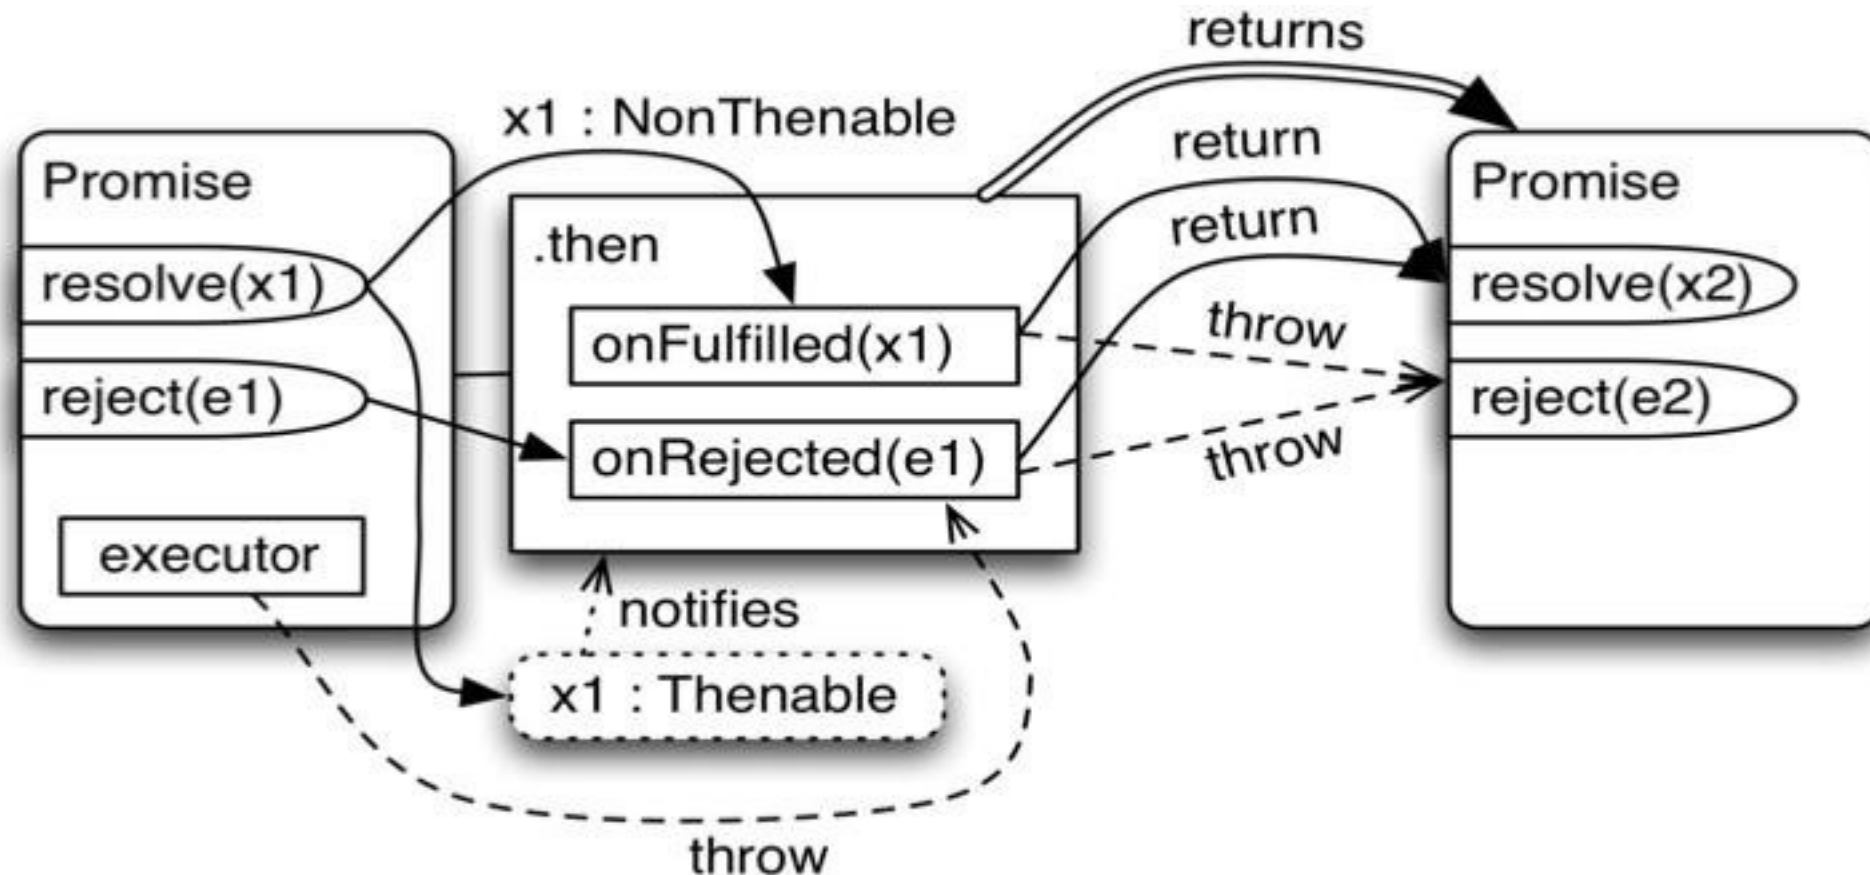 returns
x1 : NonThenable
return
Promise
Promise
return
.then
resolve(x1)
resolve(x2)
throw
onFulfilled(x1)
reject(e1)
reject(e2)
onRejected(e1)
throw
executor
notifies
x1 : Thenable
throw